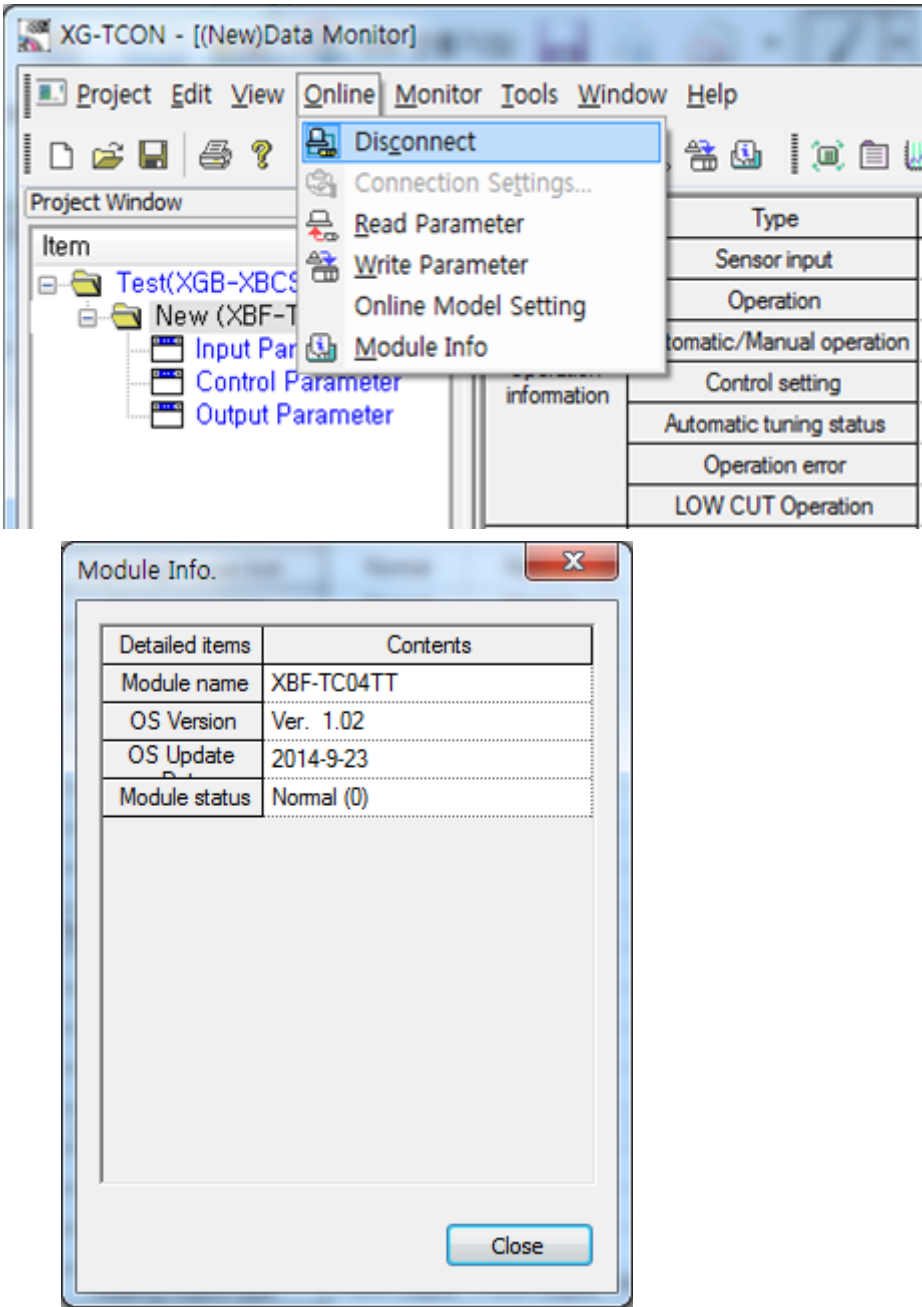 XG-TCON - [(New)Data Monitor]
Project Edit View Online Monitor Tools Window Help
Disconnect
Connection Settings...
Read Parameter
Write Parameter
Online Model Setting
Module Info
Project Window
Item
Test(XGB-XBCS
New (XBF-T
Input Par
Control Parameter
Output Parameter
information
Type
Sensor input
Operation
tomatic/Manual operation
Control setting
Automatic tuning status
Operation error
LOW CUT Operation
Module Info.
Detailed items Contents
Module name XBF-TC04TT
OS Version Ver. 1.02
OS Update 2014-9-23
Module status Normal (0)
Close